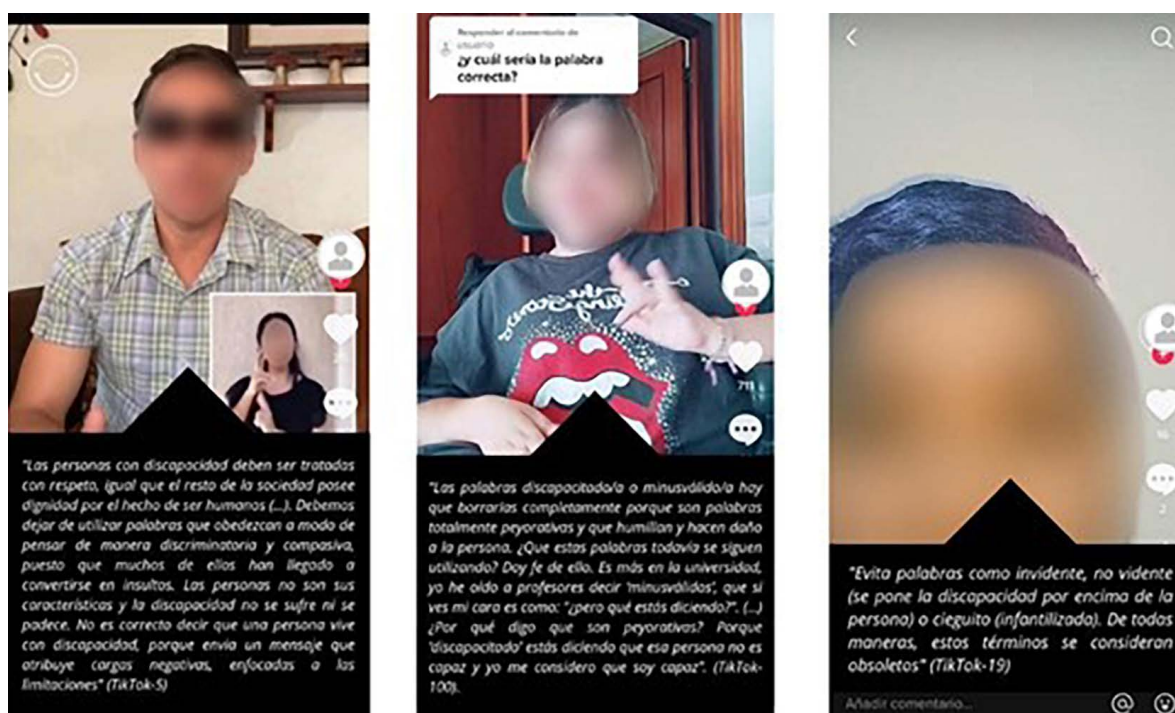 "Las personas con discapacidad deben ser tratadas
con respeto, igual que el resto de la sociedad posee
dignidad por el hecho de ser humanos (...). Debemos
dejar de utilizar palabras que obedezcan a modo de
pensar de manera discriminatoria y compasiva,
puesto que muchos de ellos han llegado a
convertirse en insultos. Las personas no son sus
características y la discapacidad no se sufre ni se
padece. No es correcto decir que una persona vive
con discapacidad, porque envía un mensaje que
atribuye cargas negativas, enfocadas a las
limitaciones" (TikTok-5)
Responder al comentario de
usuario
¿y cuál sería la palabra
correcta?
711
"Las palabras discapacitado/a o minusválido/a hay
que borrarlas completamente porque son palabras
totalmente peyorativas y que humillan y hacen daño
a la persona. ¿Que estas palabras todavía se siguen
utilizando? Doy fe de ello. Es más en la universidad,
yo he oído a profesores decir 'minusválidos', que si
ves mi cara es como: "¿pero qué estás diciendo?". (...)
¿Por qué digo que son peyorativas? Porque
'discapacitado' estás diciendo que esa persona no es
capaz y yo me considero que soy capaz". (TikTok-
100).
2
"Evita palabras como invidente, no vidente
(se pone la discapacidad por encima de la
persona) o cieguito (infantilizada). De todas
maneras, estos términos se consideran
obsoletos" (TikTok-19)
Añadir comentario...